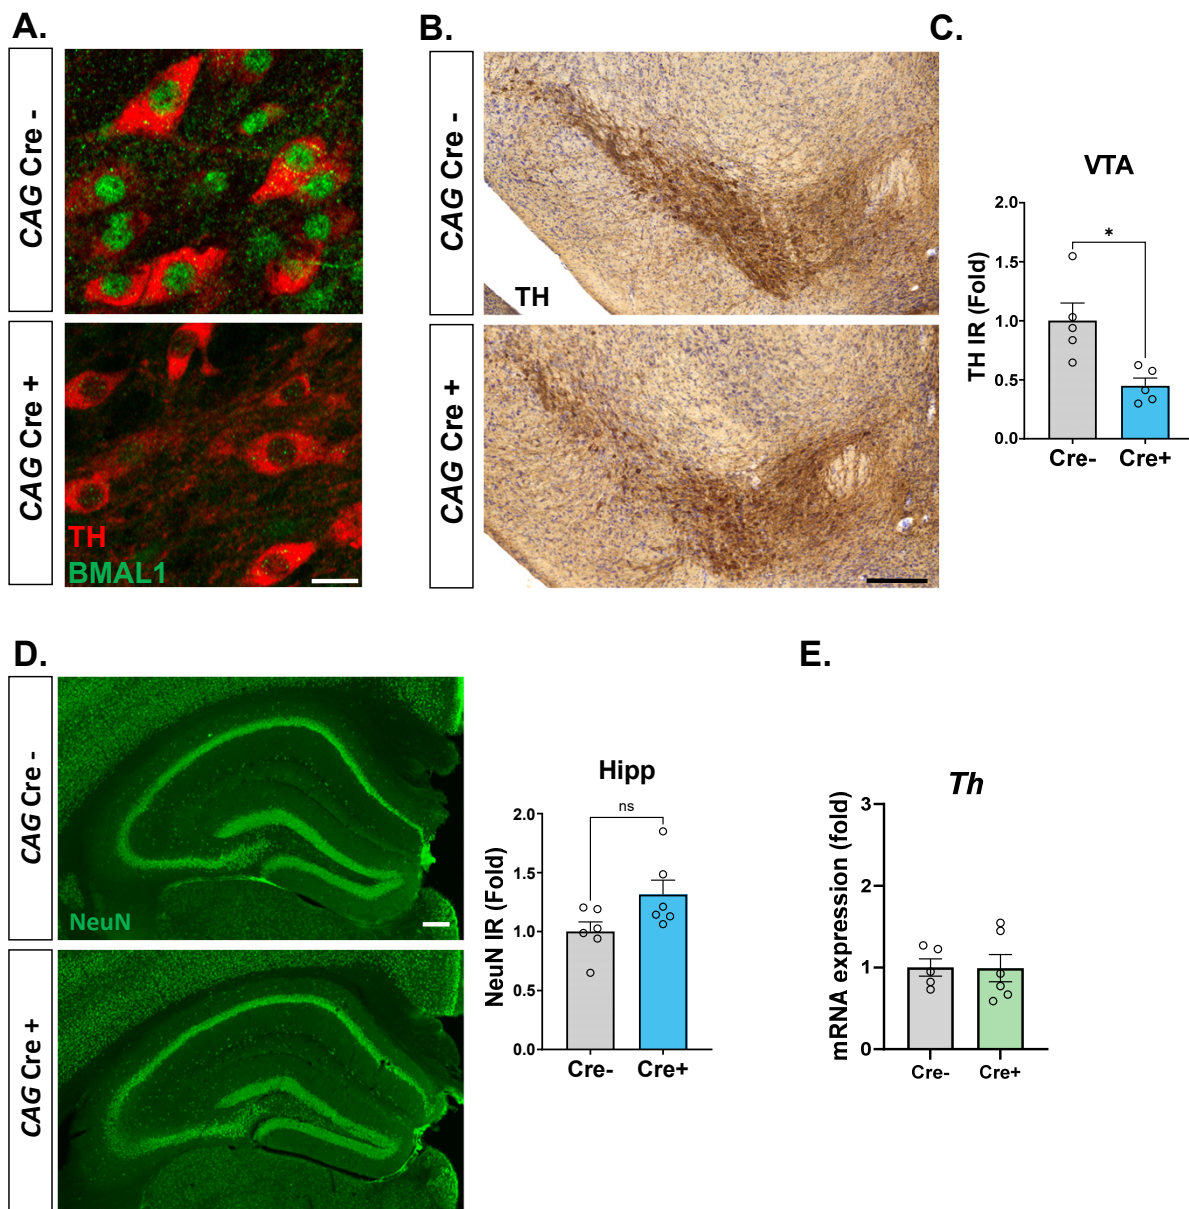 A.
CAG Cre -
CAG Cre +
TH
BMAL1
B.
CAG Cre -
TH
CAG Cre +
C.
VTA
TH IR (Fold)
2.0
1.5
1.0
0.5
0.0
*
Cre-
Cre+
D.
CAG Cre -
NeuN
CAG Cre +
Hipp
NeuN IR (Fold)
2.0
1.5
1.0
0.5
0.0
ns
Cre-
Cre+
E.
Th
mRNA expression (fold)
3
2
1
0
Cre-
Cre+